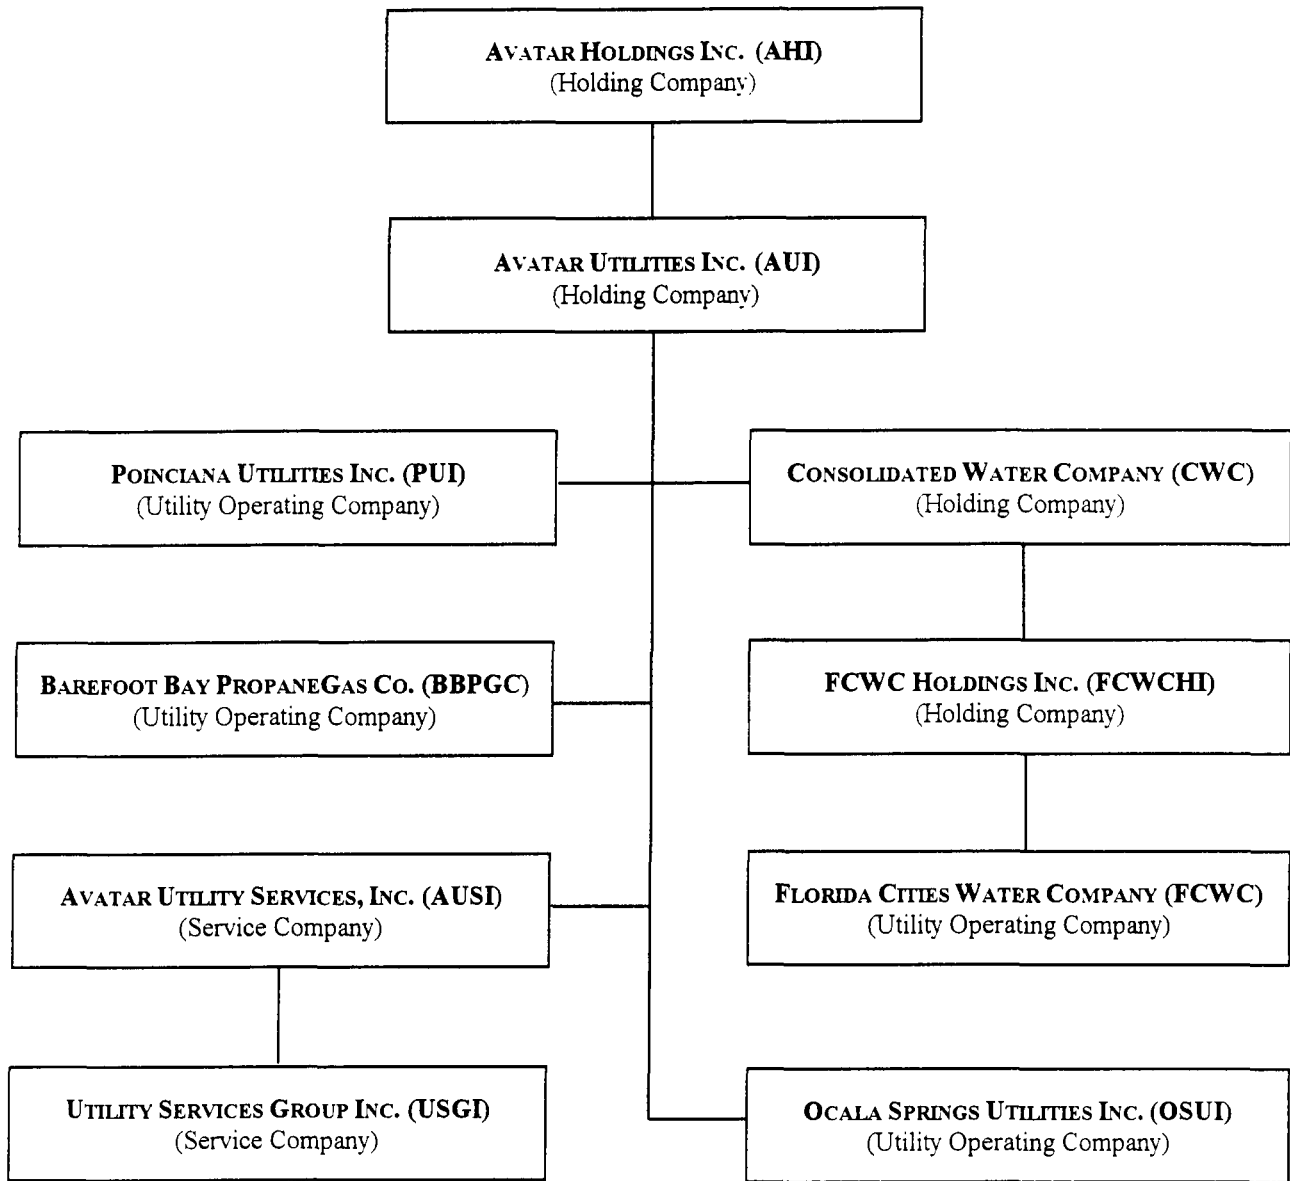 AVATAR HOLDINGS INC. (AHI)
(Holding Company)
AVATAR UTILITIES INC. (AUI)
(Holding Company)
POINCIANA UTILITIES INC. (PUI)
(Utility Operating Company)
CONSOLIDATED WATER COMPANY (CWC)
(Holding Company)
BAREFOOT BAY PROPANEGAS CO. (BBPGC)
(Utility Operating Company)
FCWC HOLDINGS INC. (FCWCHI)
(Holding Company)
AVATAR UTILITY SERVICES, INC. (AUSI)
(Service Company)
FLORIDA CITIES WATER COMPANY (FCWC)
(Utility Operating Company)
UTILITY SERVICES GROUP INC. (USGI)
(Service Company)
OCALA SPRINGS UTILITIES INC. (OSUI)
(Utility Operating Company)